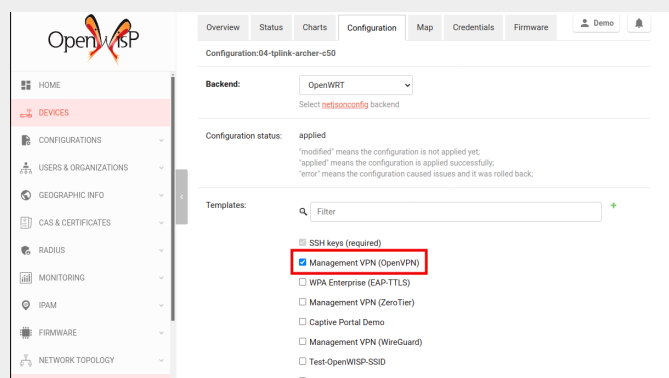 OpenWISP
Overview Status Charts Configuration Map Credentials Firmware Demo
Configuration:04-tplink-archer-c50
HOME
DEVICES
CONFIGURATIONS
USERS & ORGANIZATIONS
GEOGRAPHIC INFO
CAS & CERTIFICATES
RADIUS
MONITORING
IPAM
FIRMWARE
NETWORK TOPOLOGY
Backend: OpenWRT
Select netjsonconfig backend
Configuration status: applied
"modified" means the configuration is not applied yet;
"applied" means the configuration is applied successfully;
"error" means the configuration caused issues and it was rolled back;
Templates:
Filter
SSH keys (required)
Management VPN (OpenVPN)
WPA Enterprise (EAP-TTLS)
Management VPN (ZeroTier)
Captive Portal Demo
Management VPN (WireGuard)
Test-OpenWISP-SSID